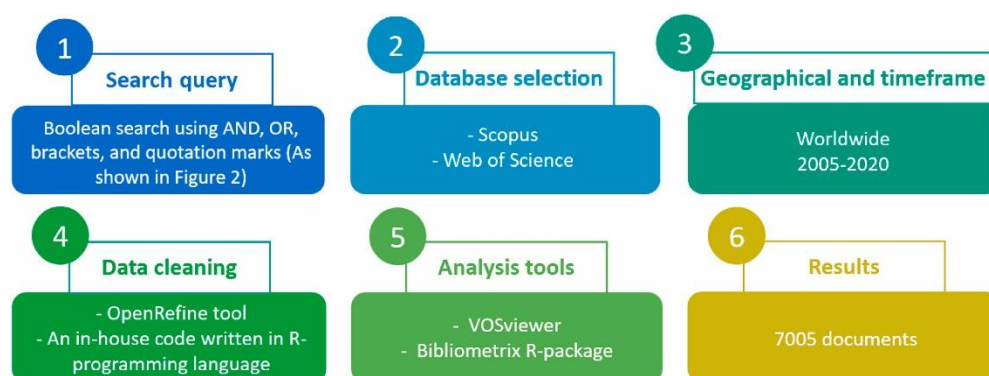 1
Search query
Boolean search using AND, OR,
brackets, and quotation marks (As
shown in Figure 2)
2
Database selection
- Scopus
- Web of Science
3
Geographical and timeframe
Worldwide
2005-2020
4
Data cleaning
- OpenRefine tool
- An in-house code written in R-
programming language
5
Analysis tools
- VOSviewer
- Bibliometrix R-package
6
Results
7005 documents